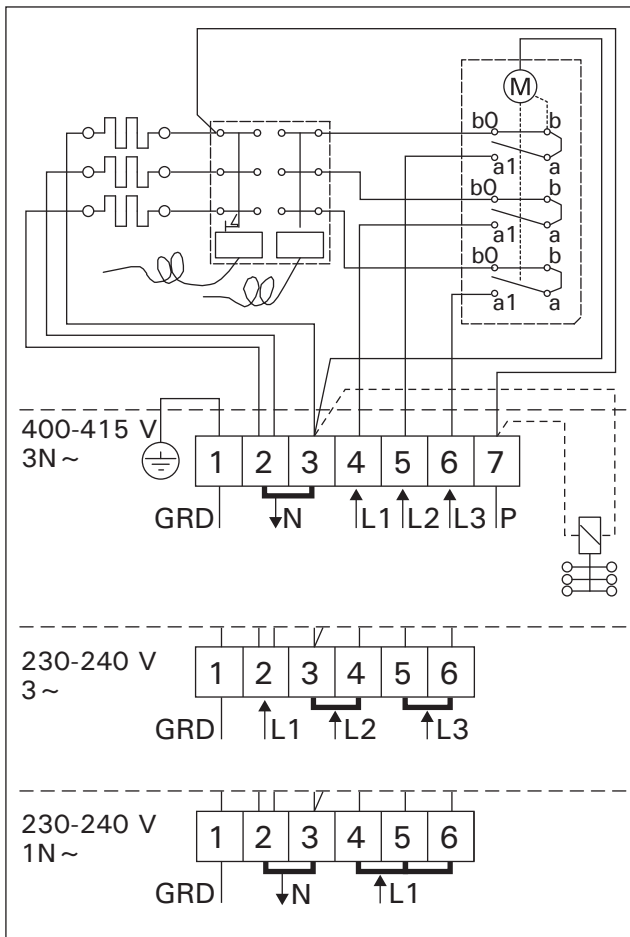 M
b0 b
a1 a
b0 b
a1 a
b0 b
a1 a
400-415 V
3N~
1 2 3 4 5 6 7
GRD N L1 L2 L3 P
230-240 V
3~
1 2 3 4 5 6
GRD L1 L2 L3
230-240 V
1N~
1 2 3 4 5 6
GRD N L1